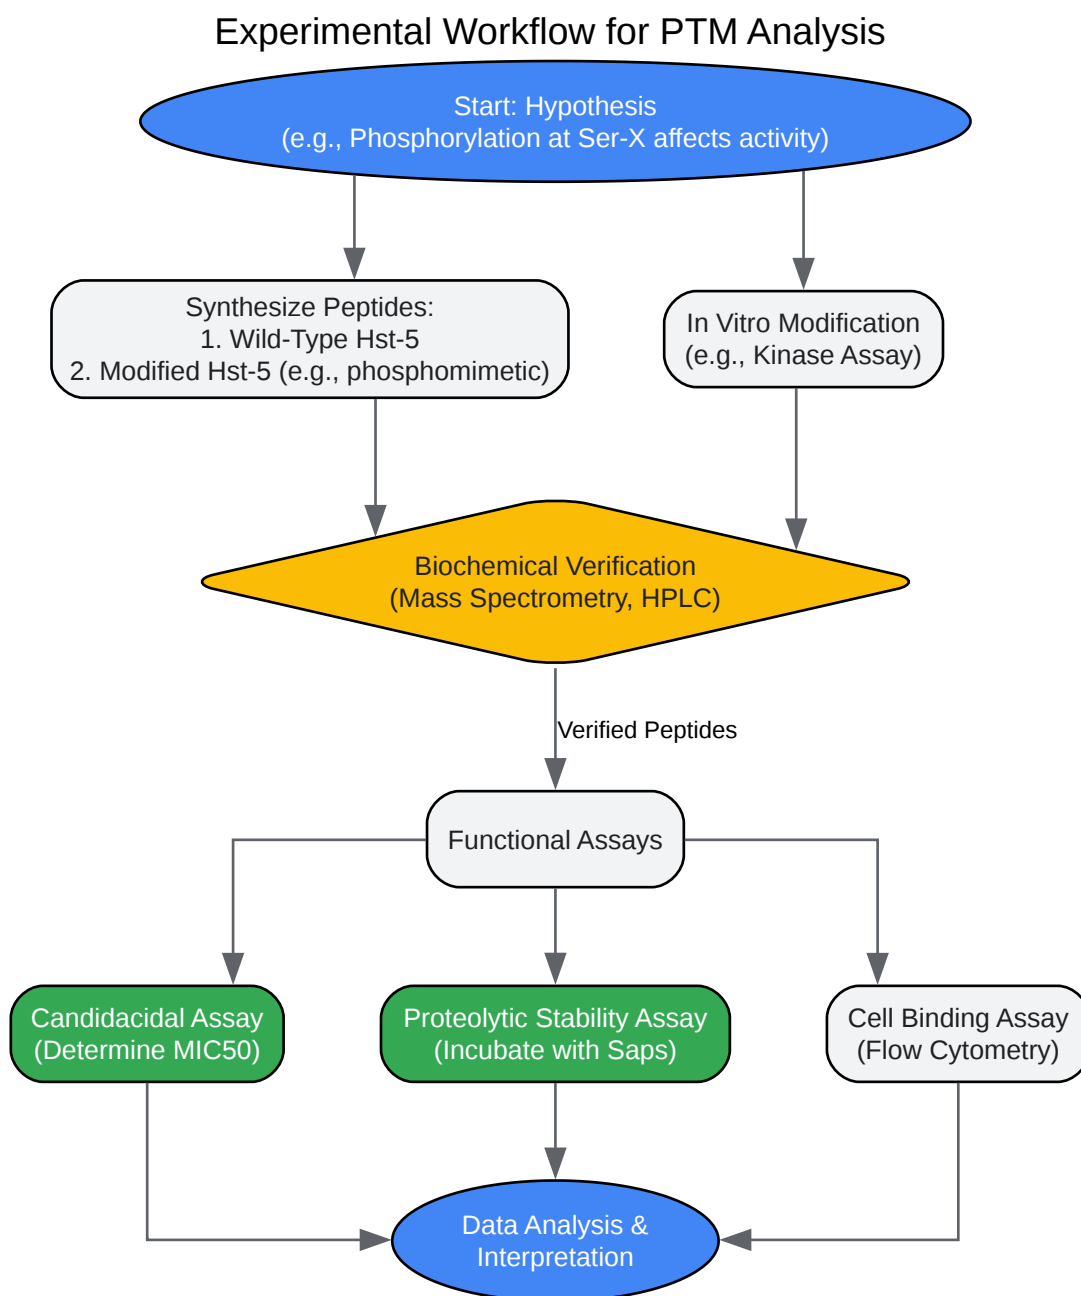 Experimental Workflow for PTM Analysis
Start: Hypothesis
(e.g., Phosphorylation at Ser-X affects activity)
Synthesize Peptides:
1. Wild-Type Hst-5
2. Modified Hst-5 (e.g., phosphomimetic)
In Vitro Modification
(e.g., Kinase Assay)
Biochemical Verification
(Mass Spectrometry, HPLC)
Verified Peptides
Functional Assays
Candidacidal Assay
(Determine MIC50)
Proteolytic Stability Assay
(Incubate with Saps)
Cell Binding Assay
(Flow Cytometry)
Data Analysis &
Interpretation